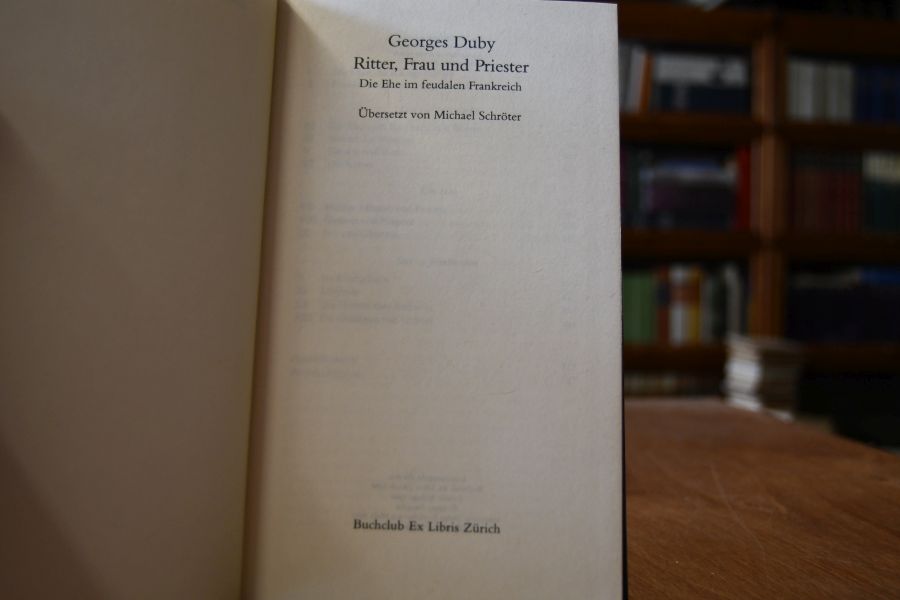 Georges Duby
Ritter, Frau und Priester
Die Ehe im feudalen Frankreich
Übersetzt von Michael Schröter
Buchclub Ex Libris Zürich